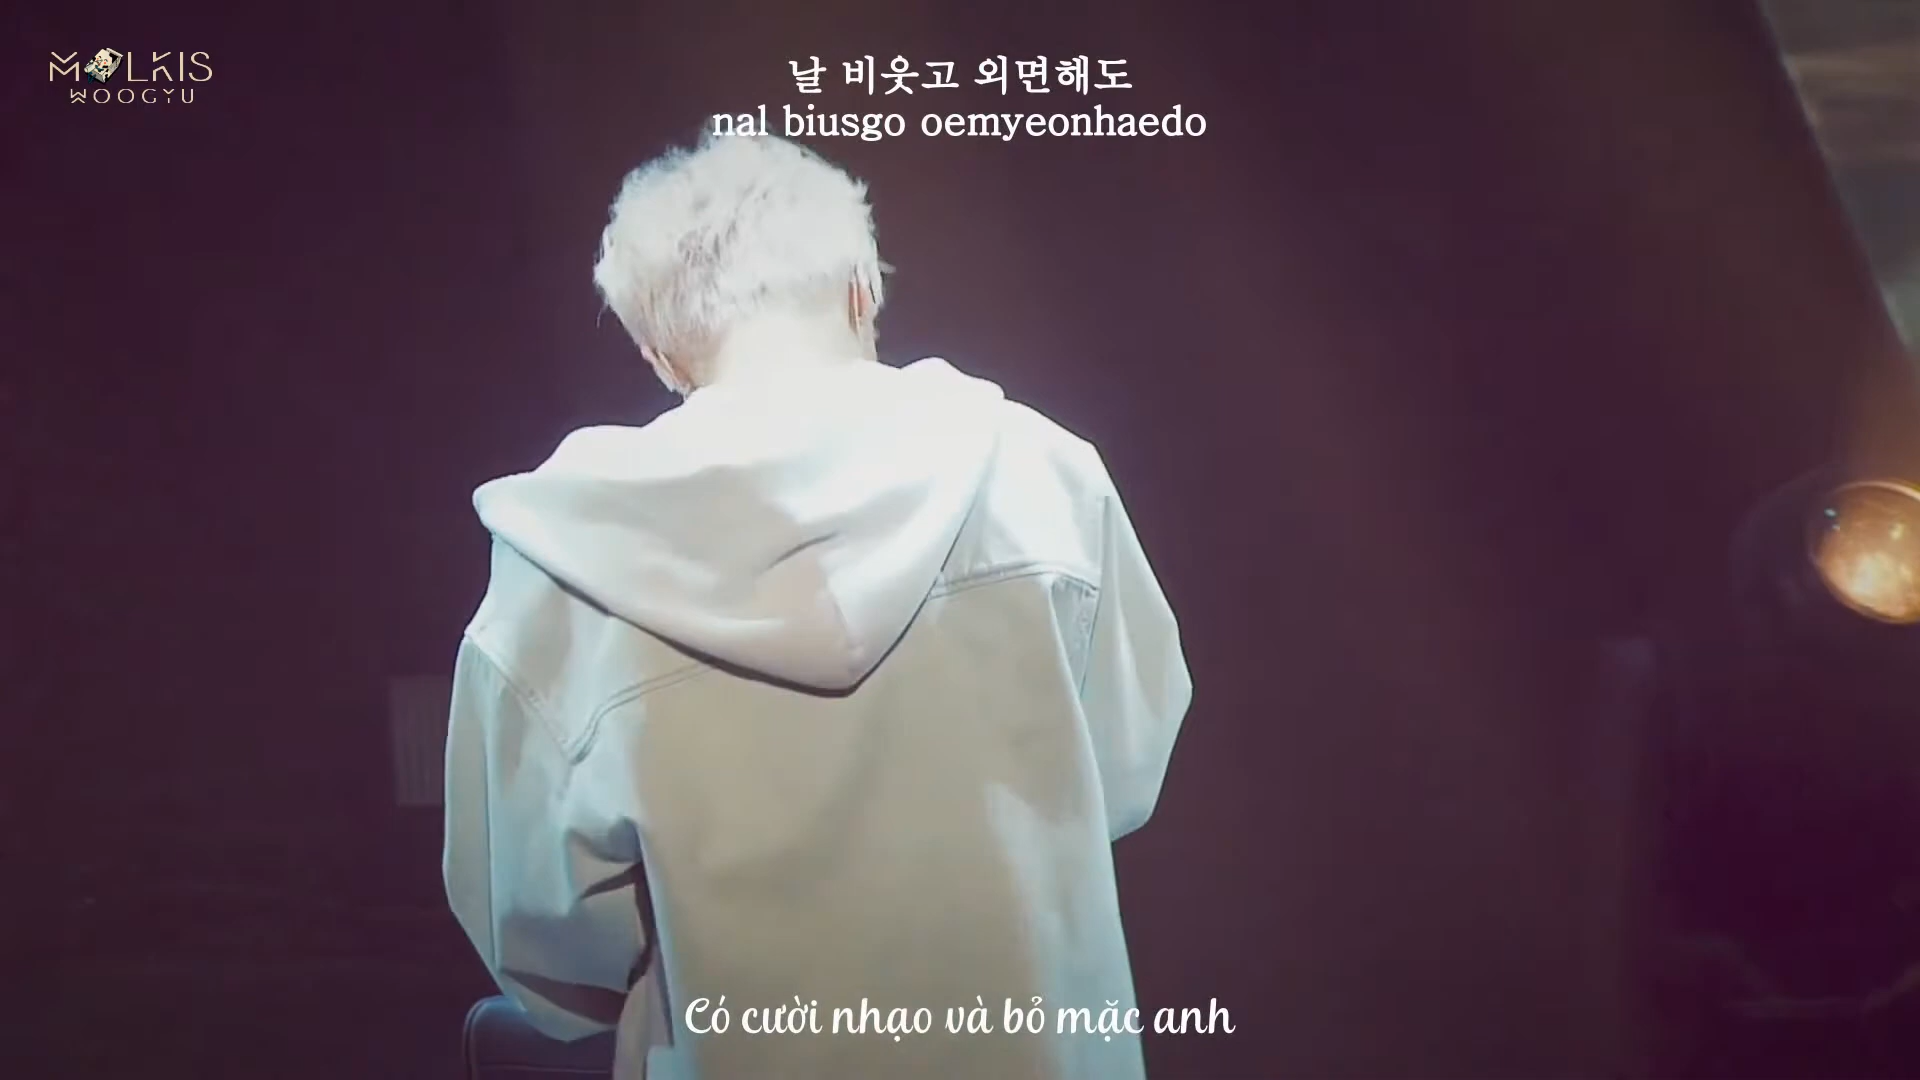 MOLKIS
WOOGYU
날 비웃고 외면해도
nal biusgo oemyeonhaedo
Có cười nhạo và bỏ mặc anh